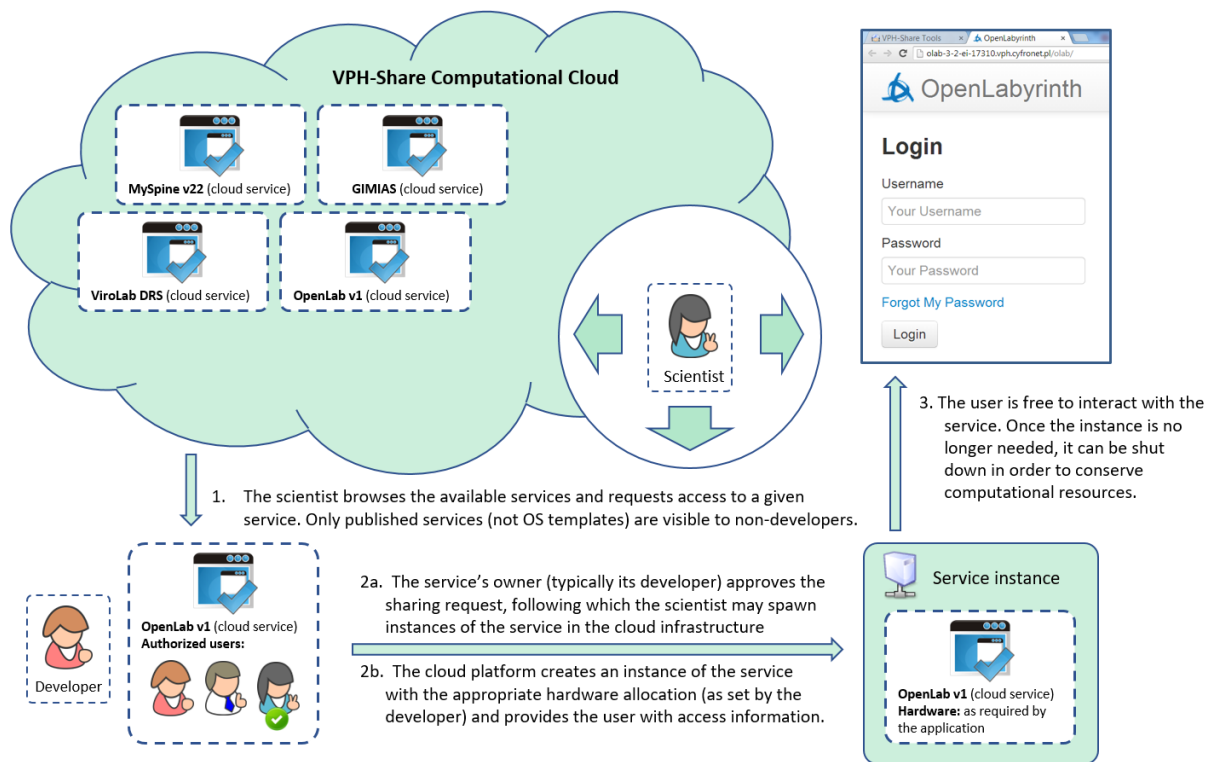 VPH-Share Computational Cloud
MySpine v22 (cloud service)
GIMIAS (cloud service)
ViroLab DRS (cloud service)
OpenLab v1 (cloud service)
Scientist
VPH-Share Tools
OpenLabyrinth
olab-3-2-ei-17310.vph.cyfronet.pl/olab/
OpenLabyrinth
Login
Username
Your Username
Password
Your Password
Forgot My Password
Login
1. The scientist browses the available services and requests access to a given
service. Only published services (not OS templates) are visible to non-developers.
Developer
OpenLab v1 (cloud service)
Authorized users:
2a. The service’s owner (typically its developer) approves the
sharing request, following which the scientist may spawn
instances of the service in the cloud infrastructure
2b. The cloud platform creates an instance of the service
with the appropriate hardware allocation (as set by the
developer) and provides the user with access information.
Service instance
OpenLab v1 (cloud service)
Hardware: as required by
the application
3. The user is free to interact with the
service. Once the instance is no
longer needed, it can be shut
down in order to conserve
computational resources.